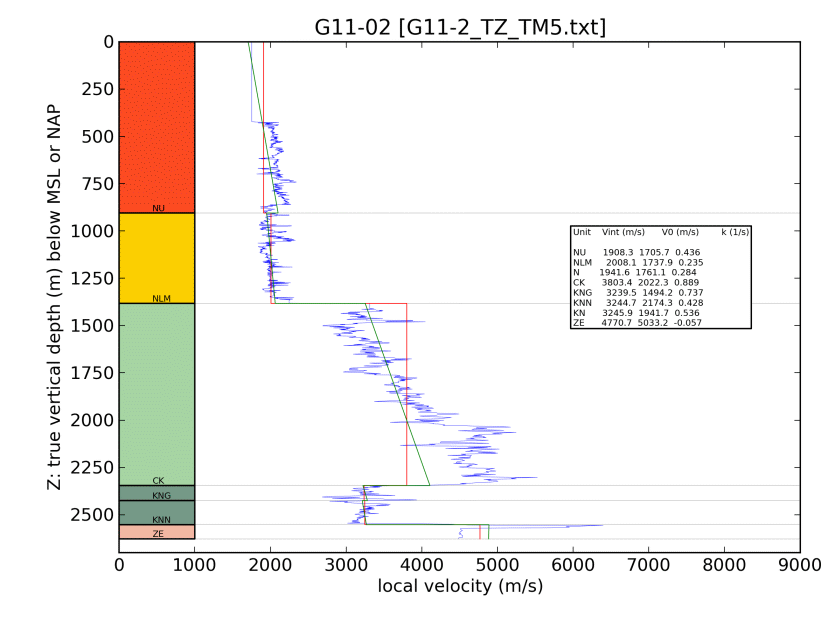 G11-02 [G11-2_TZ_TM5.txt]
Z: true vertical depth (m) below MSL or NAP
0
250
500
750
1000
1250
1500
1750
2000
2250
2500
NU
NLM
CK
KNG
KNN
ZE
Unit Vint (m/s) V0 (m/s) k (1/s)
NU 1908.3 1705.7 0.436
NLM 2008.1 1737.9 0.235
N 1941.6 1761.1 0.284
CK 3803.4 2022.3 0.889
KNG 3239.5 1494.2 0.737
KNN 3244.7 2174.3 0.428
KN 3245.9 1941.7 0.536
ZE 4770.7 5033.2 -0.057
0 1000 2000 3000 4000 5000 6000 7000 8000 9000
local velocity (m/s)